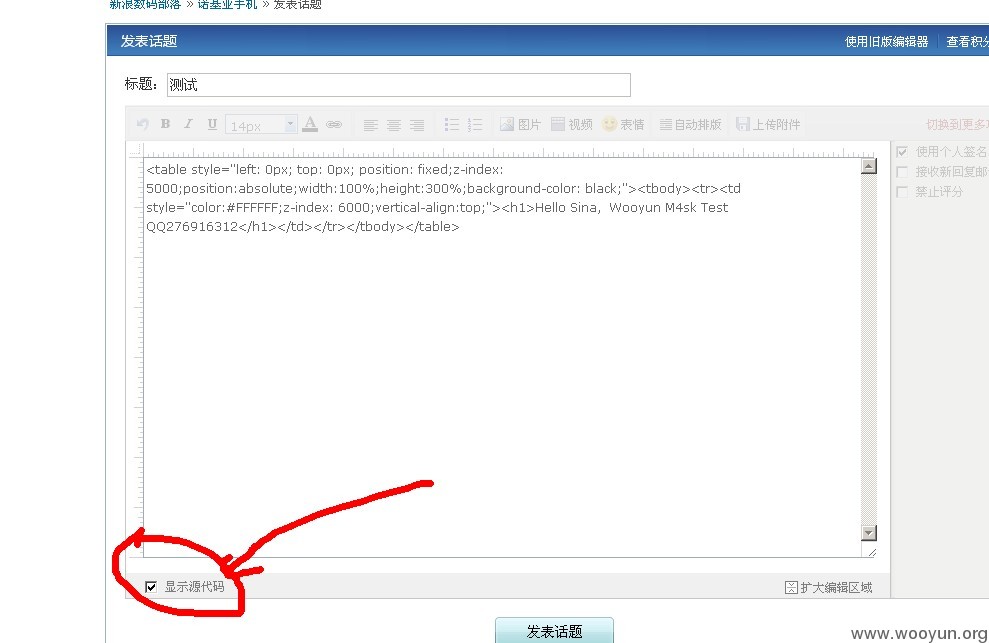 新浪数码部落 » 诺基亚手机 » 发表话题
发表话题 使用旧版编辑器 查看积分
标题: 测试
B I U 14px A 图片 视频 表情 自动排版 上传附件 切换到更多
使用个人签名
接收新回复邮
禁止评分
<table style="left: 0px; top: 0px; position: fixed;z-index:
5000;position:absolute;width:100%;height:300%;background-color: black;"><tbody><tr><td
style="color:#FFFFFF;z-index: 6000;vertical-align:top;"><h1>Hello Sina，Wooyun M4sk Test
QQ276916312</h1></td></tr></tbody></table>
显示源代码 扩大编辑区域
发表话题
www.wooyun.org